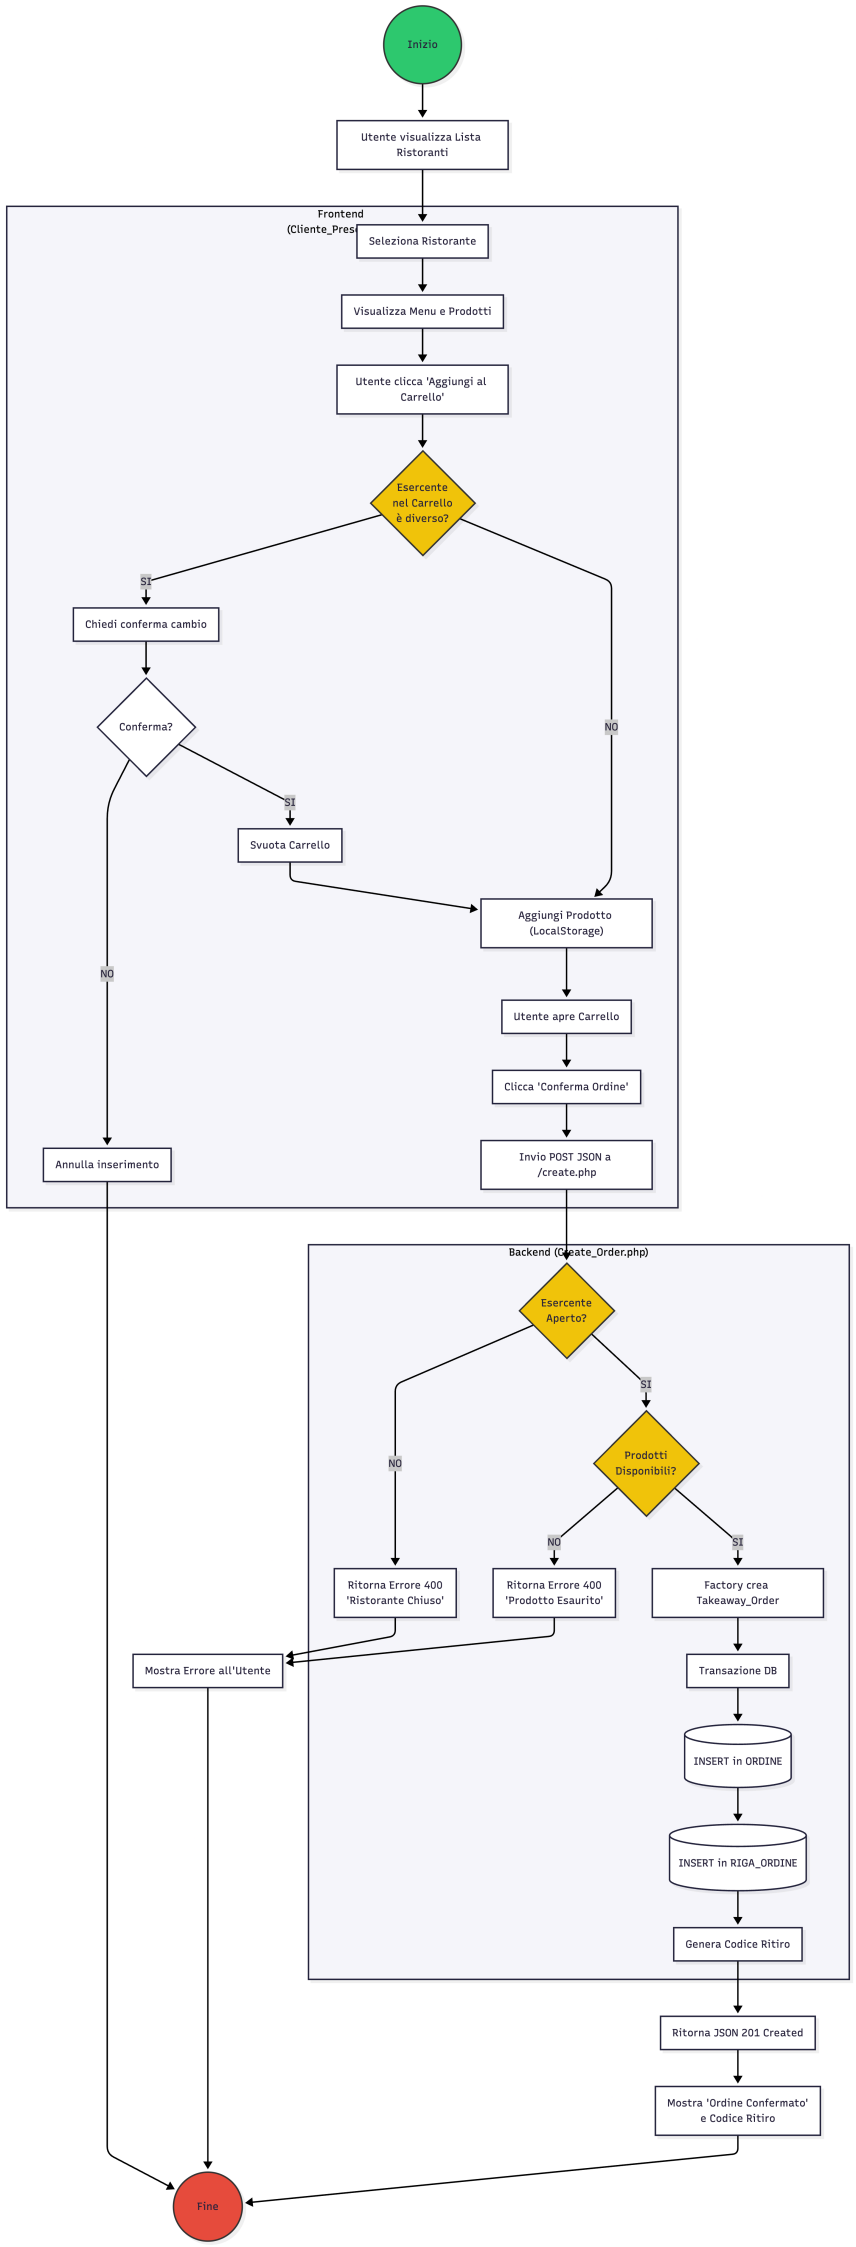 Inizio
Utente visualizza Lista
Ristoranti
Frontend
Seleziona Ristorante
Visualizza Menu e Prodotti
Utente clicca 'Aggiungi al
Carrello'
Esercente
nel Carrello
è diverso?
SI
Chiedi conferma cambio
Conferma?
NO
SI
Svuota Carrello
Aggiungi Prodotto
(LocalStorage)
Utente apre Carrello
NO
Clicca 'Conferma Ordine'
Invio POST JSON a
/create.php
Annulla inserimento
Backend (Create_Order.php)
Esercente
Aperto?
SI
NO
Prodotti
Disponibili?
NO
SI
Ritorna Errore 400
'Ristorante Chiuso'
Ritorna Errore 400
'Prodotto Esaurito'
Factory crea
Takeaway_Order
Mostra Errore all'Utente
Transazione DB
INSERT in ORDINE
INSERT in RIGA_ORDINE
Genera Codice Ritiro
Ritorna JSON 201 Created
Mostra 'Ordine Confermato'
e Codice Ritiro
Fine